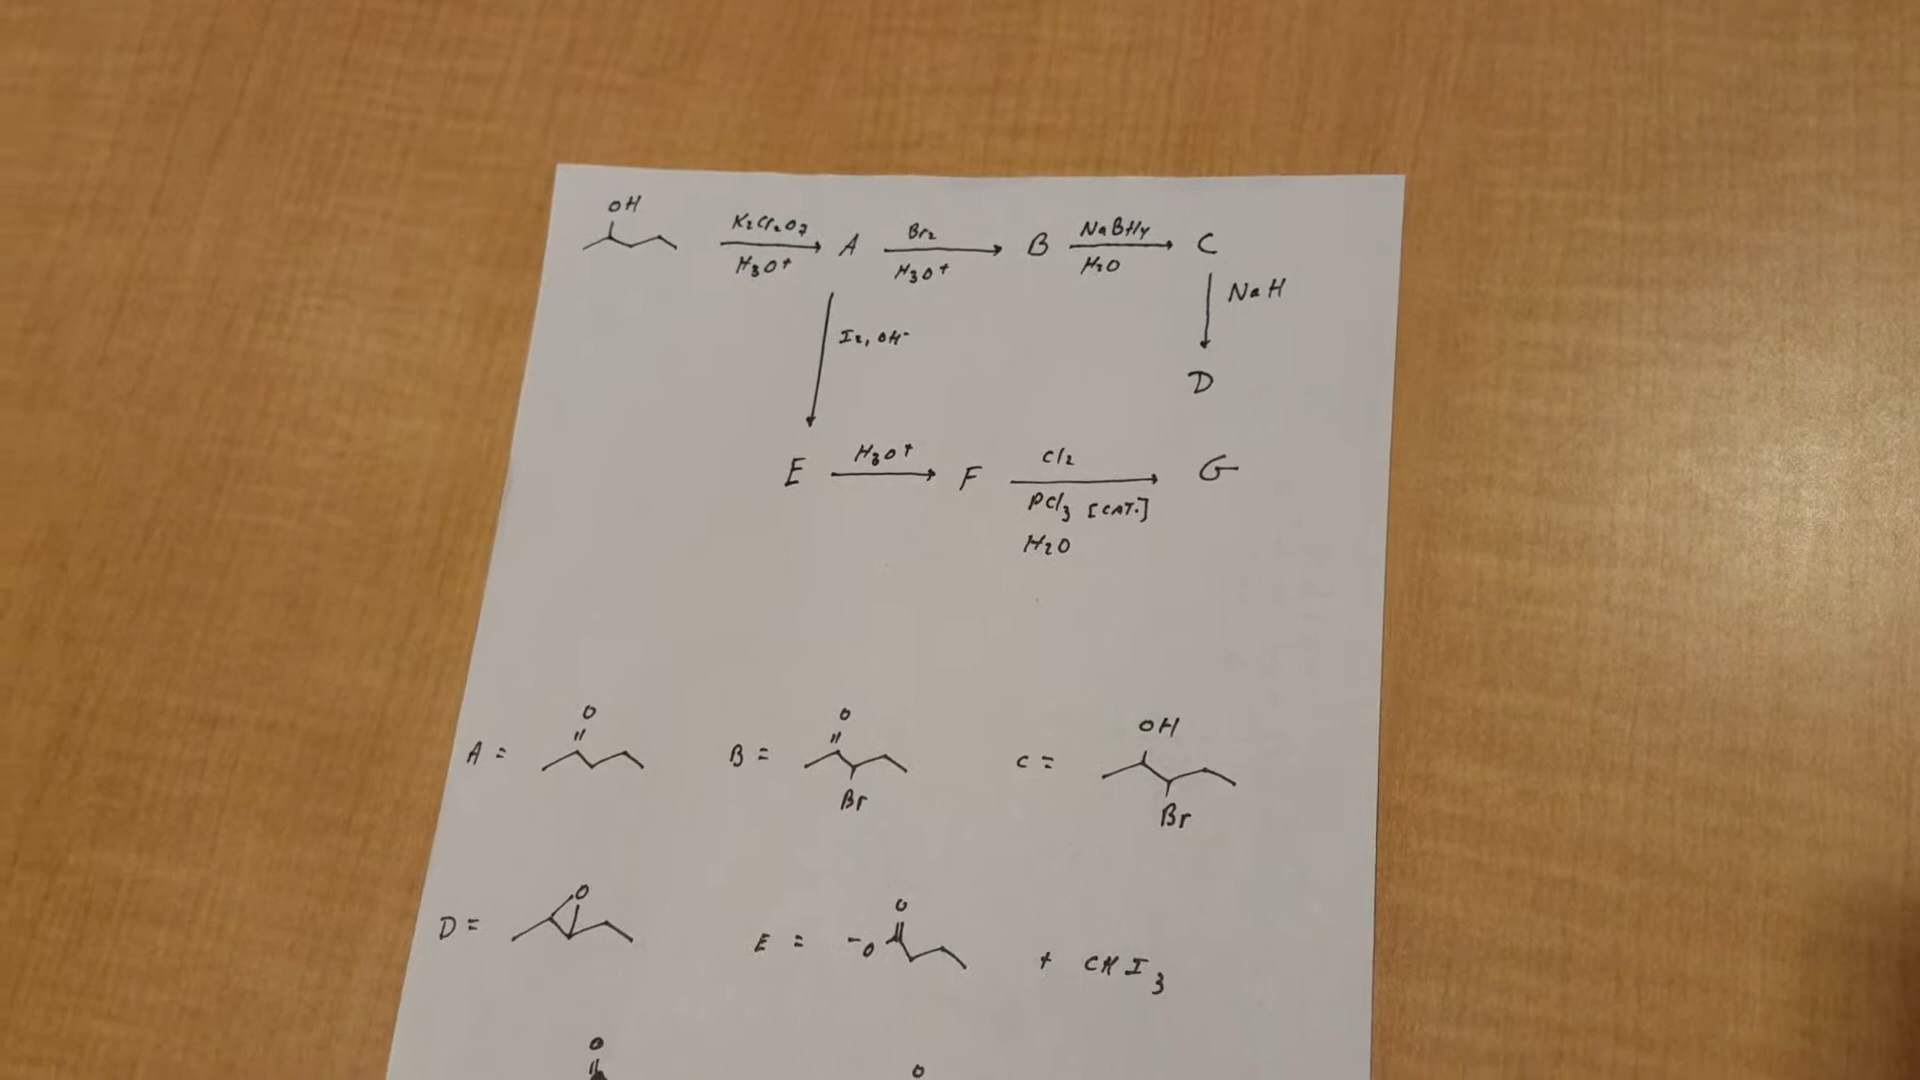 OH
K2Cr2O7 A Br2 B NaBH4 C
H3O+ H3O+ H2O
NaH
I2, OH-
D
E H3O+ F Cl2 G
PCl3 [CAT.]
H2O
O O OH
A = B = C =
Br Br
O O
D = E = -O + CHI3
O O